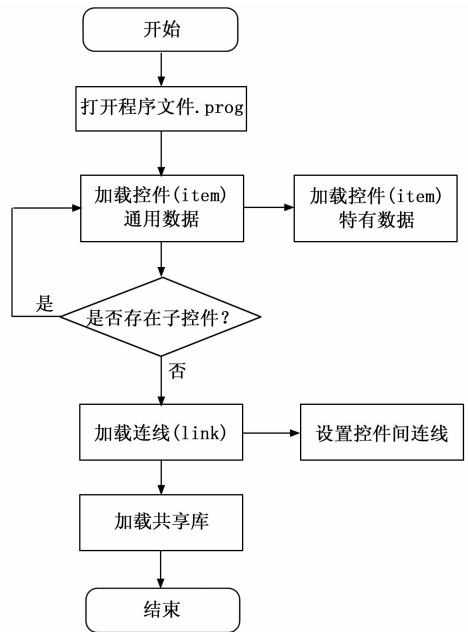 开始
打开程序文件.prog
加载控件(item)
通用数据
加载控件(item)
特有数据
是
是否存在子控件?
否
加载连线(link)
设置控件间连线
加载共享库
结束